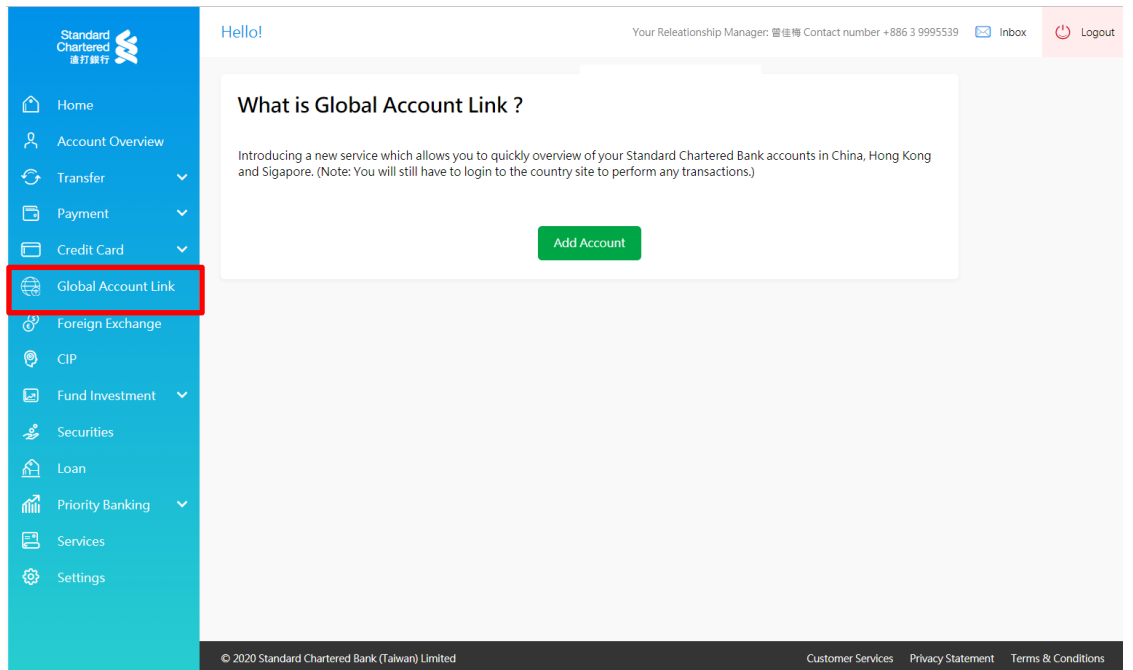 Standard
Chartered
渣打銀行
Hello!
Your Releationship Manager: 曾佳梅 Contact number +886 3 9995539
Inbox
Logout
Home
Account Overview
Transfer
Payment
Credit Card
Global Account Link
Foreign Exchange
CIP
Fund Investment
Securities
Loan
Priority Banking
Services
Settings
What is Global Account Link ?
Introducing a new service which allows you to quickly overview of your Standard Chartered Bank accounts in China, Hong Kong
and Sigapore. (Note: You will still have to login to the country site to perform any transactions.)
Add Account
© 2020 Standard Chartered Bank (Taiwan) Limited
Customer Services Privacy Statement Terms & Conditions